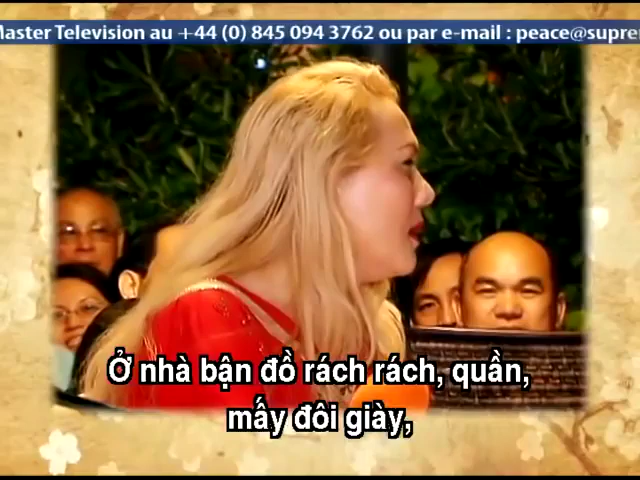 Master Television au +44 (0) 845 094 3762 ou par e-mail : peace@suprem
Ở nhà bận đồ rách rách, quần,
mấy đôi giày,